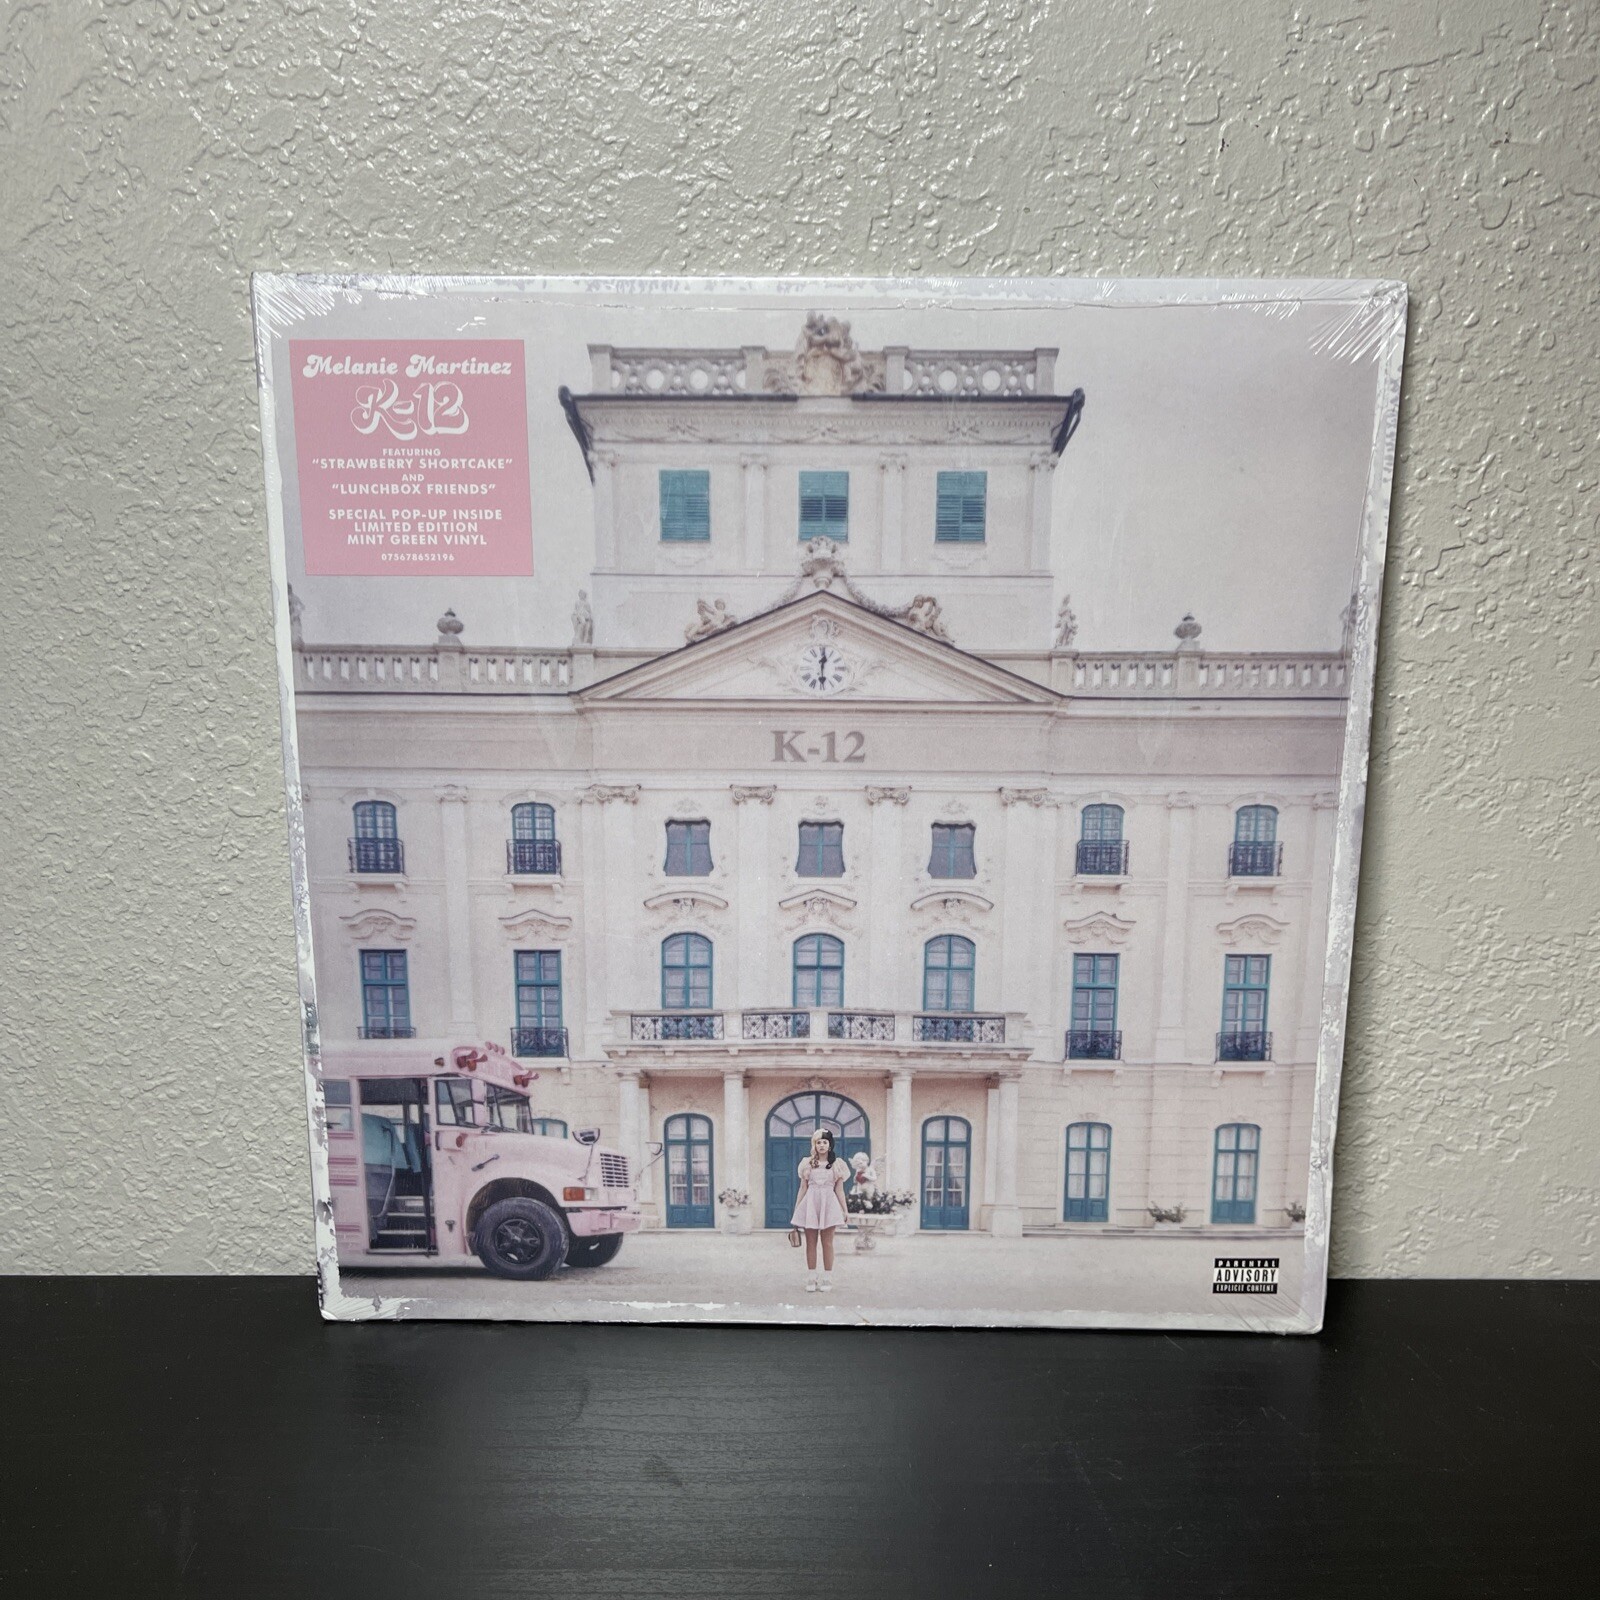 Melanie Martinez
K-12
FEATURING
"STRAWBERRY SHORTCAKE"
AND
"LUNCHBOX FRIENDS"
SPECIAL POP-UP INSIDE
LIMITED EDITION
MINT GREEN VINYL
075678652196
K-12
PARENTAL
ADVISORY
EXPLICIT CONTENT